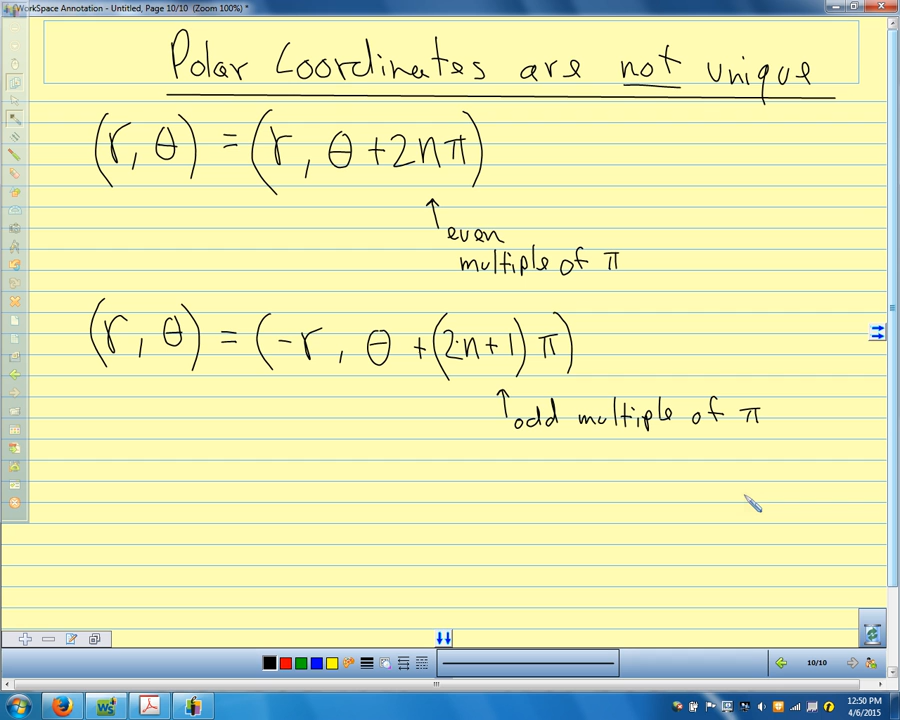 WorkSpace Annotation - Untitled, Page 10/10 (Zoom 100%) *
Polar Coordinates are not unique
(r, θ) = (r, θ+2nπ)
↑even
multiple of π
(r, θ) = (-r, θ +(2n+1)π)
↑odd multiple of π
10/10
12:50 PM
4/6/2015